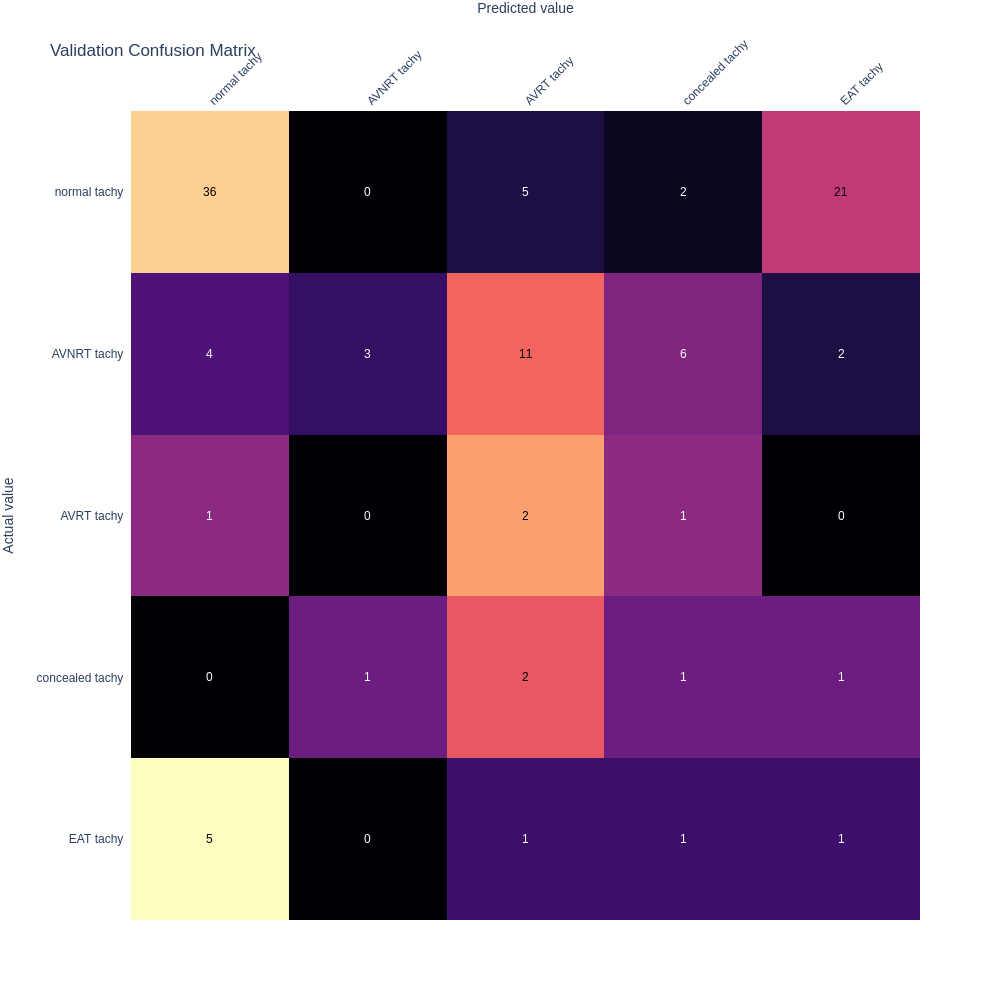 Predicted value
Validation Confusion Matrix
normal tachy AVNRT tachy AVRT tachy concealed tachy EAT tachy
normal tachy 36 0 5 2 21
AVNRT tachy 4 3 11 6 2
Actual value
AVRT tachy 1 0 2 1 0
concealed tachy 0 1 2 1 1
EAT tachy 5 0 1 1 1